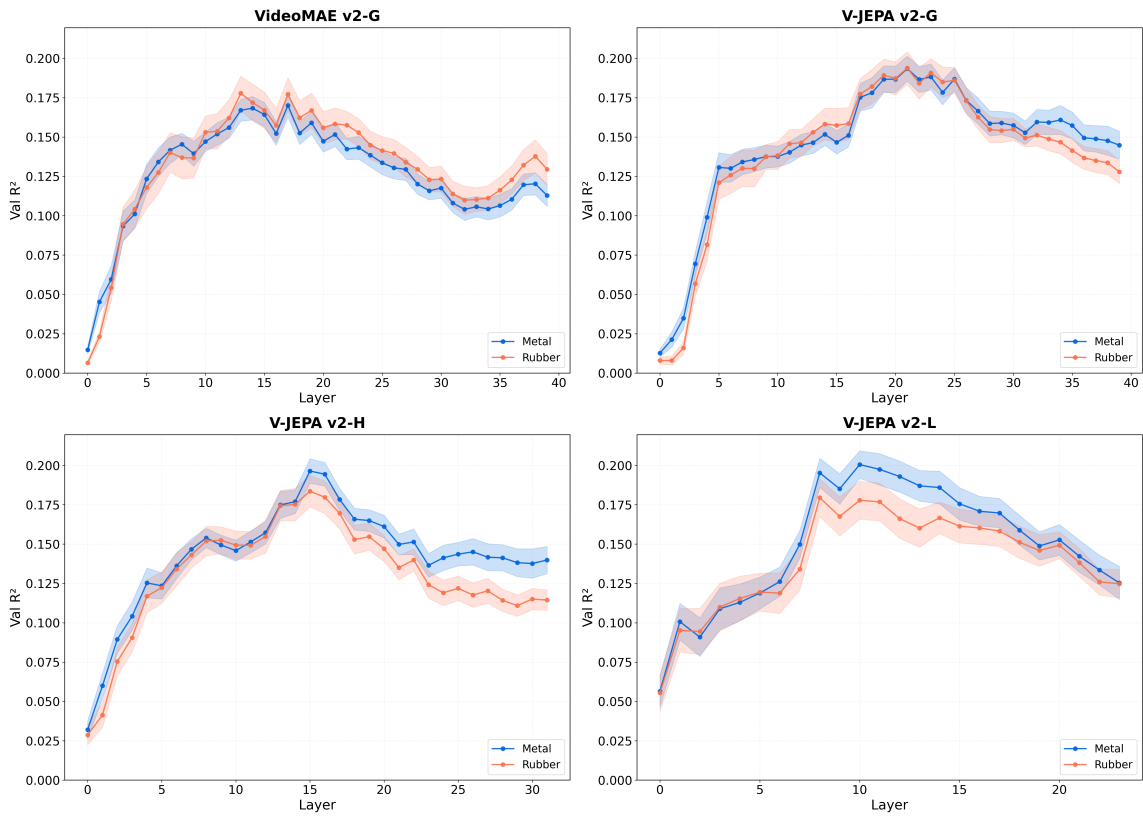 VideoMAE v2-G
Val R²
0.200
0.175
0.150
0.125
0.100
0.075
0.050
0.025
0.000
0 5 10 15 20 25 30 35 40
Layer
Metal
Rubber
V-JEPA v2-G
Val R²
0.200
0.175
0.150
0.125
0.100
0.075
0.050
0.025
0.000
0 5 10 15 20 25 30 35 40
Layer
Metal
Rubber
V-JEPA v2-H
Val R²
0.200
0.175
0.150
0.125
0.100
0.075
0.050
0.025
0.000
0 5 10 15 20 25 30
Layer
Metal
Rubber
V-JEPA v2-L
Val R²
0.200
0.175
0.150
0.125
0.100
0.075
0.050
0.025
0.000
0 5 10 15 20
Layer
Metal
Rubber